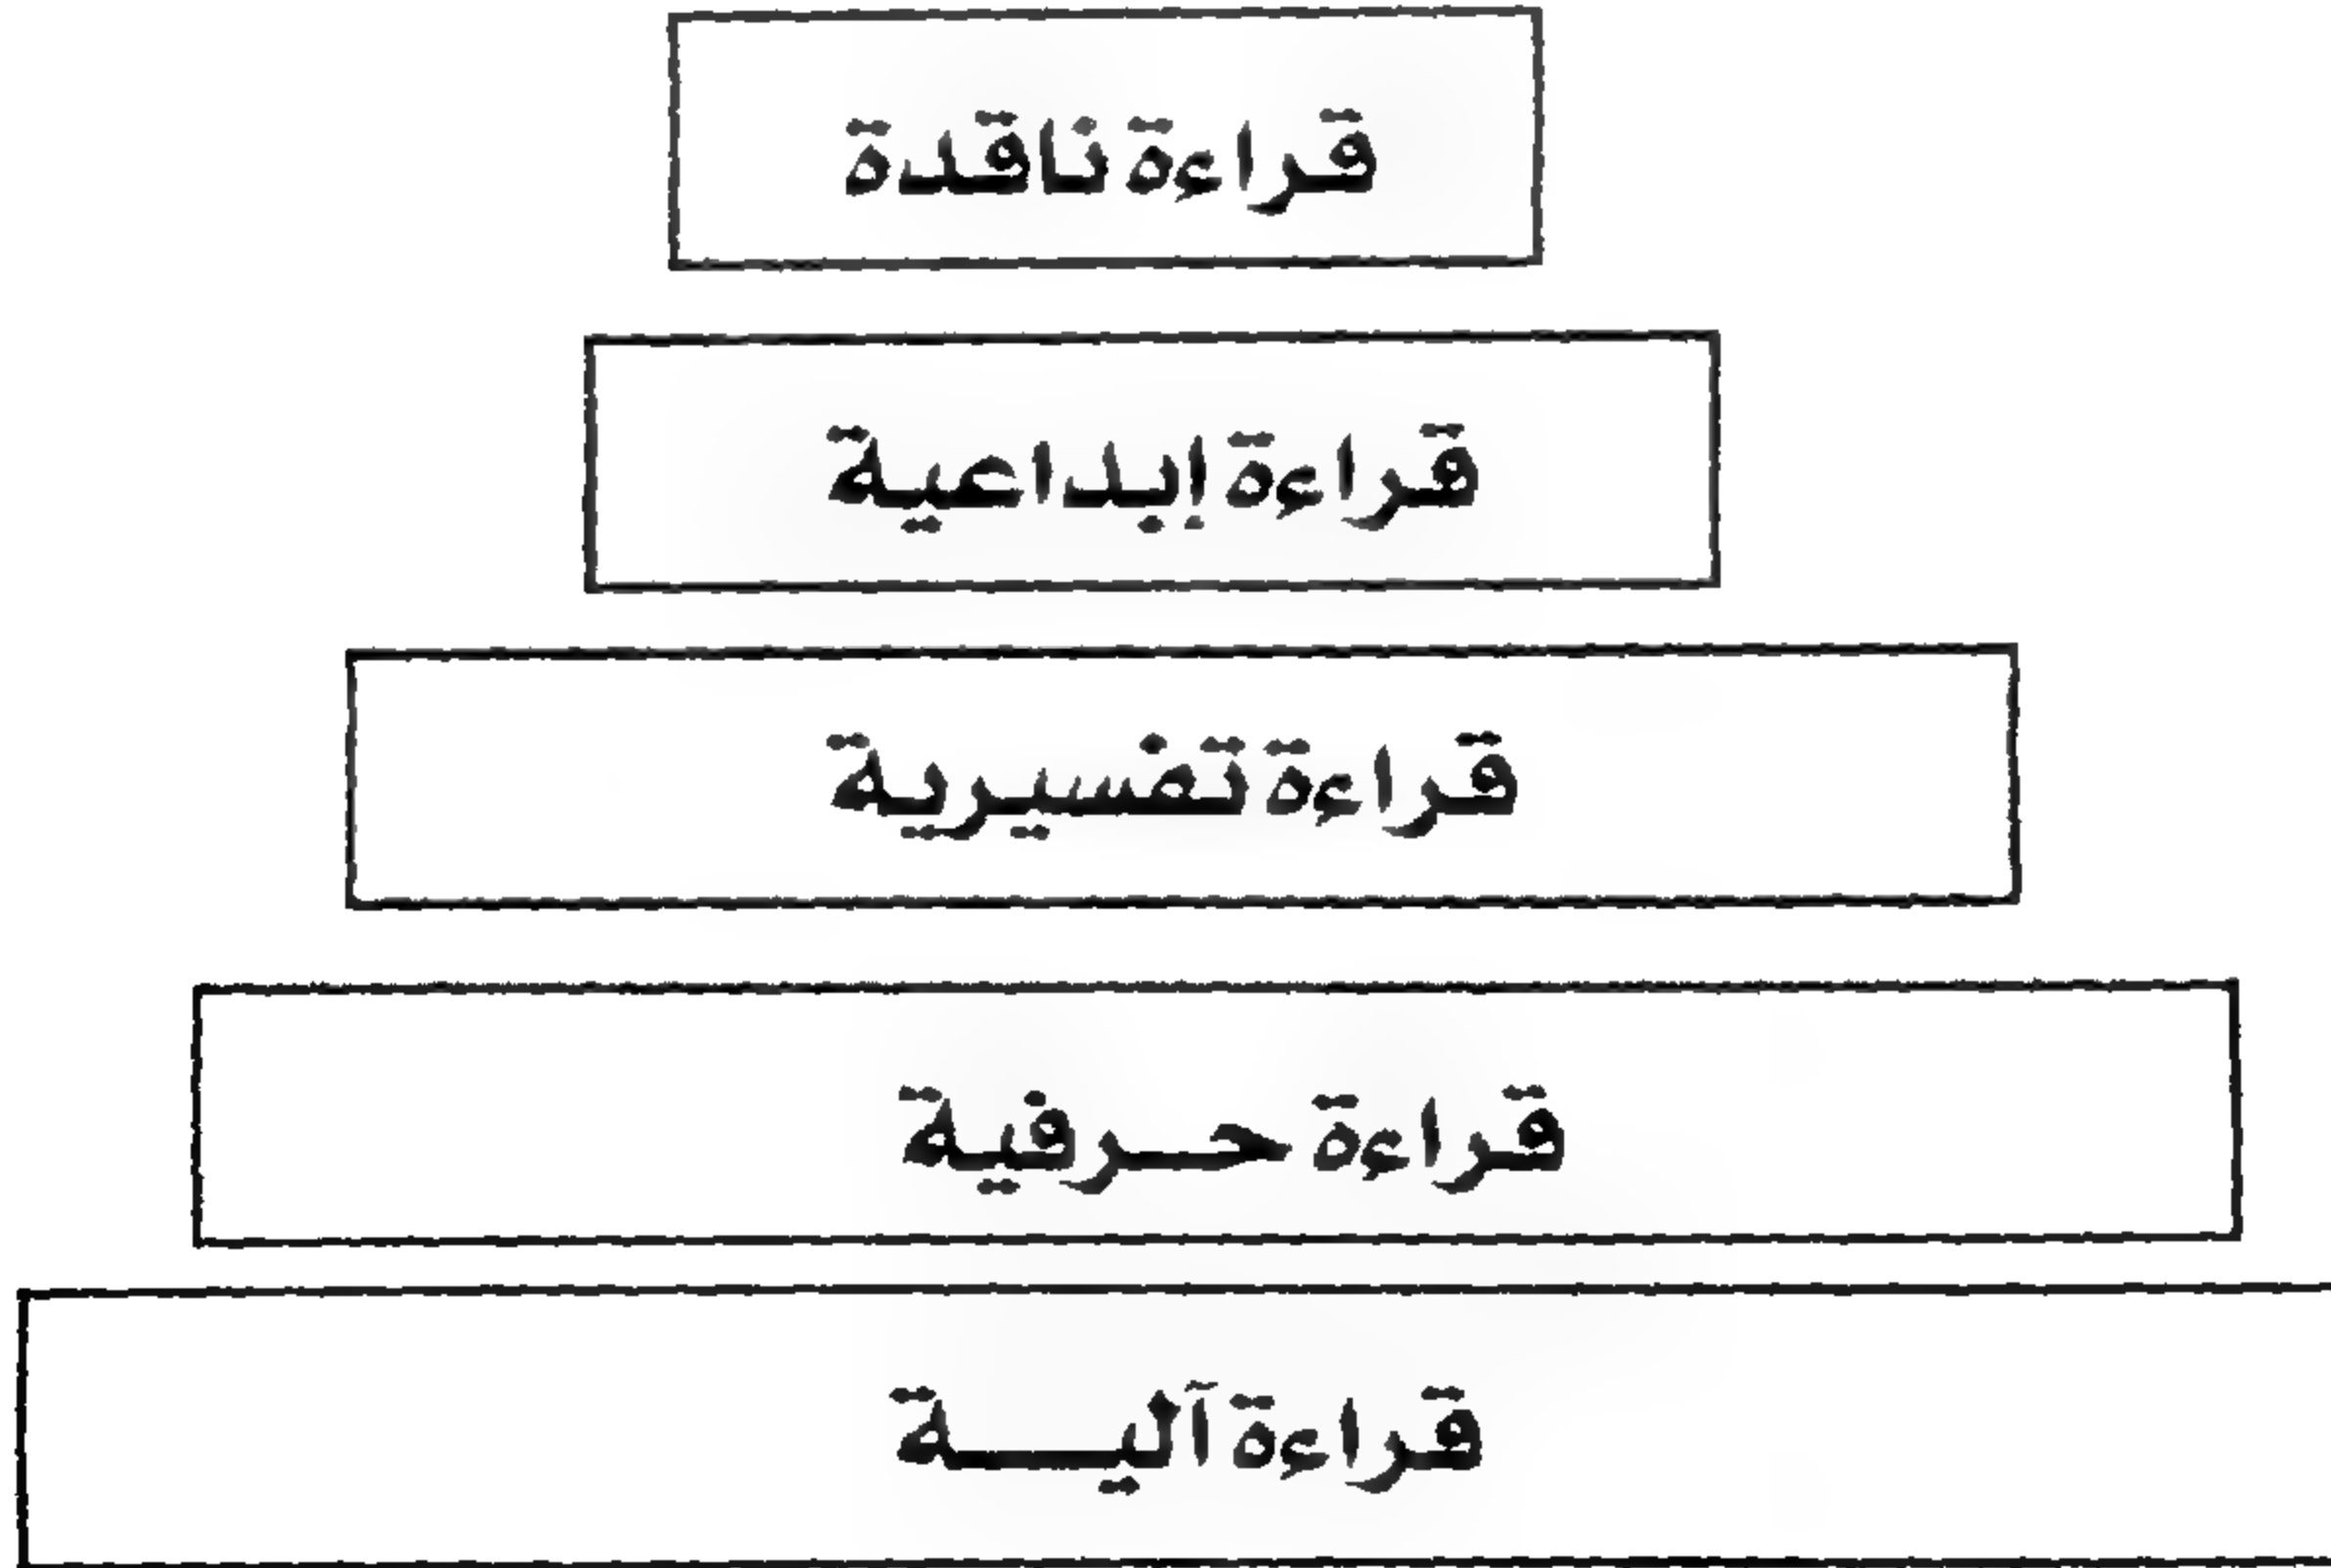 قراءة ناقدة
قراءة إبداعية
قراءة تفسيرية
قراءة حرفية
قراءة آلية